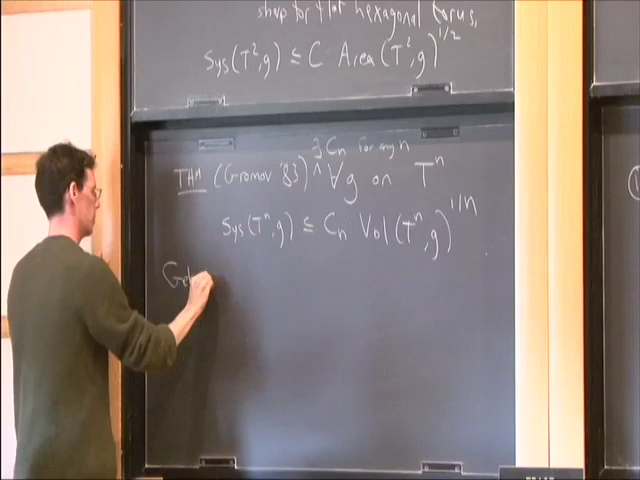 sharp for flat hexagonal torus.
Sys(T²,g) ≤ C Area(T²,g)^1/2
∃ Cₙ for any n
THM (Gromov '83) ^ ∀g on Tⁿ
Sys(Tⁿ,g) ≤ Cₙ Vol(Tⁿ,g)^1/n